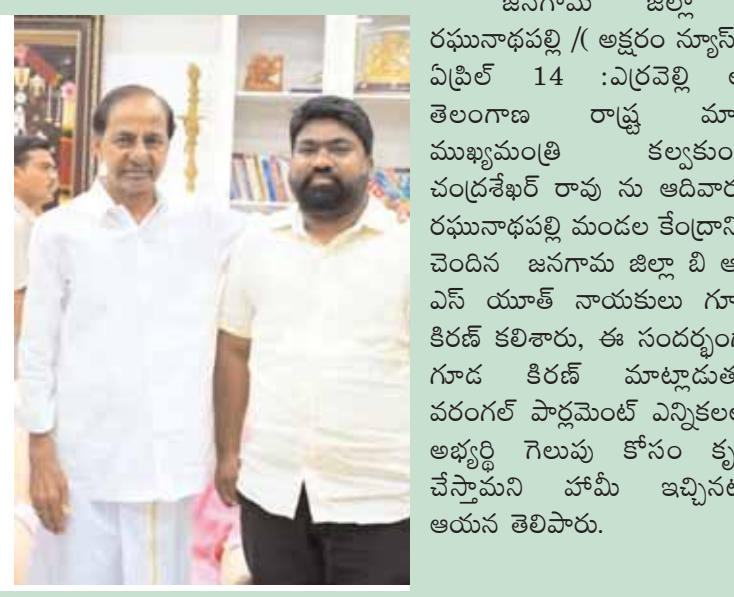 జనగామ జిల్లా
రఘునాథపల్లి /( అక్షరం న్యూస్
ఏప్రిల్ 14 :ఎర్రవెల్లి
తెలంగాణ రాష్ట్ర మా
ముఖ్యమంత్రి కల్వకుం
చంద్రశేఖర్ రావు ను ఆదివార
రఘునాథపల్లి మండల కేంద్రాని
చెందిన జనగామ జిల్లా బి ఆ
ఎస్ యూత్ నాయకులు గూ
కిరణ్ కలిశారు, ఈ సందర్భంగ
గూడ కిరణ్ మాట్లాడుత
వరంగల్ పార్లమెంట్ ఎన్నికలల
అభ్యర్థి గెలుపు కోసం కృ
చేస్తామని హామీ ఇచ్చినట
ఆయన తెలిపారు.